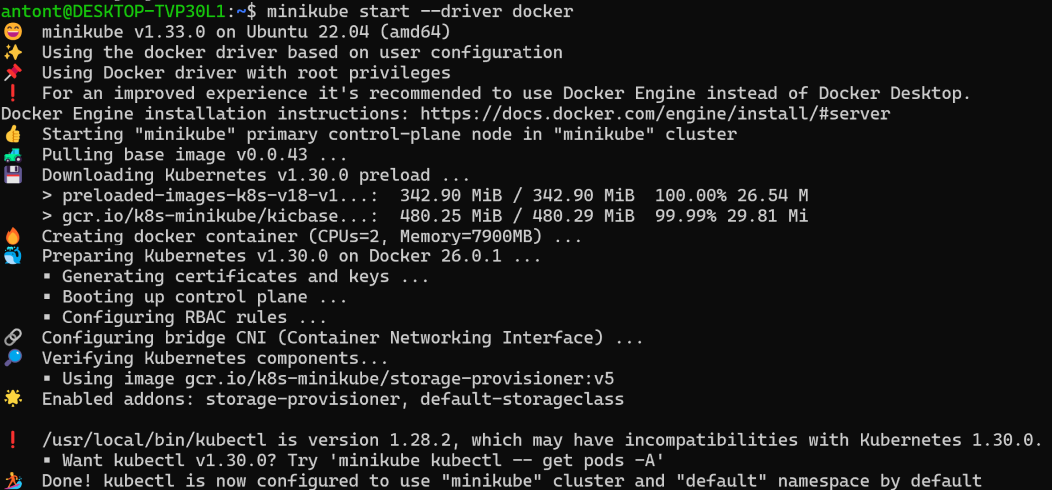 antont@DESKTOP-TVP30L1:~$ minikube start --driver docker
😄  minikube v1.33.0 on Ubuntu 22.04 (amd64)
✨  Using the docker driver based on user configuration
📌  Using Docker driver with root privileges
❗  For an improved experience it's recommended to use Docker Engine instead of Docker Desktop.
Docker Engine installation instructions: https://docs.docker.com/engine/install/#server
👍  Starting "minikube" primary control-plane node in "minikube" cluster
🚜  Pulling base image v0.0.43 ...
💾  Downloading Kubernetes v1.30.0 preload ...
    > preloaded-images-k8s-v18-v1...:  342.90 MiB / 342.90 MiB  100.00% 26.54 M
    > gcr.io/k8s-minikube/kicbase...:  480.25 MiB / 480.29 MiB  99.99% 29.81 Mi
🔥  Creating docker container (CPUs=2, Memory=7900MB) ...
🐳  Preparing Kubernetes v1.30.0 on Docker 26.0.1 ...
    ▪ Generating certificates and keys ...
    ▪ Booting up control plane ...
    ▪ Configuring RBAC rules ...
🔗  Configuring bridge CNI (Container Networking Interface) ...
🔎  Verifying Kubernetes components...
    ▪ Using image gcr.io/k8s-minikube/storage-provisioner:v5
🌟  Enabled addons: storage-provisioner, default-storageclass
❗  /usr/local/bin/kubectl is version 1.28.2, which may have incompatibilities with Kubernetes 1.30.0.
    ▪ Want kubectl v1.30.0? Try 'minikube kubectl -- get pods -A'
🏄  Done! kubectl is now configured to use "minikube" cluster and "default" namespace by default